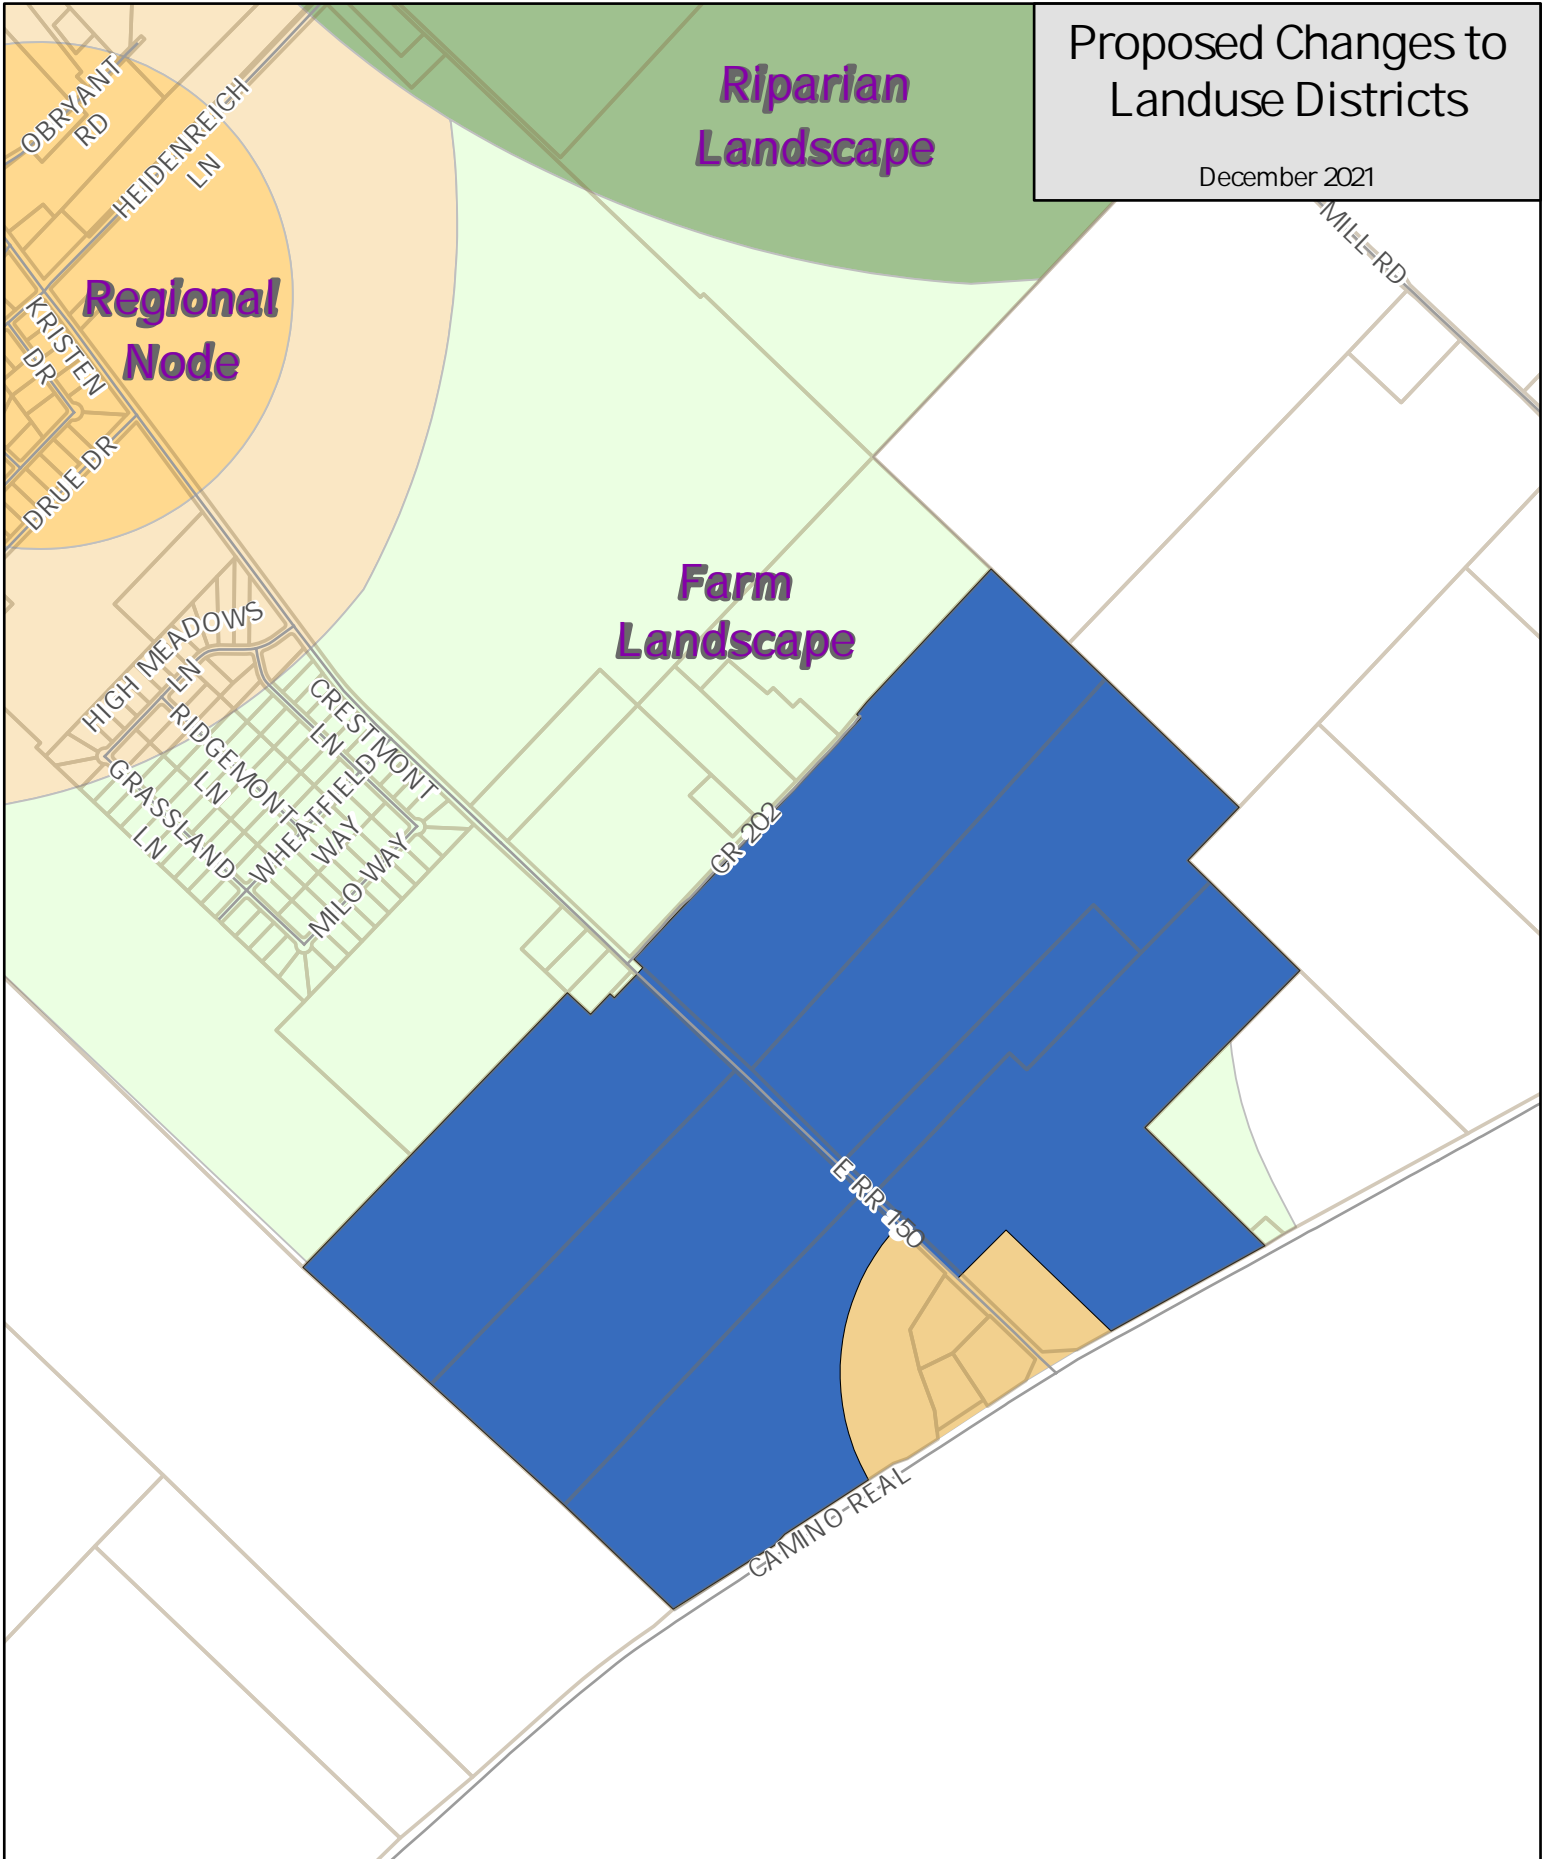 Proposed Changes to
Landuse Districts
December 2021
Riparian
Landscape
OBRYANT
RD
HEIDENREICH
LN
MILL RD
Regional
Node
KRISTEN
DR
DRUE DR
Farm
Landscape
HIGH MEADOWS
LN
CRESTMONT
LN
RIDGEMONT
LN
GRASSLAND
LN
WHEATFIELD
WAY
MILO WAY
CR 202
E RR 150
CAMINO REAL